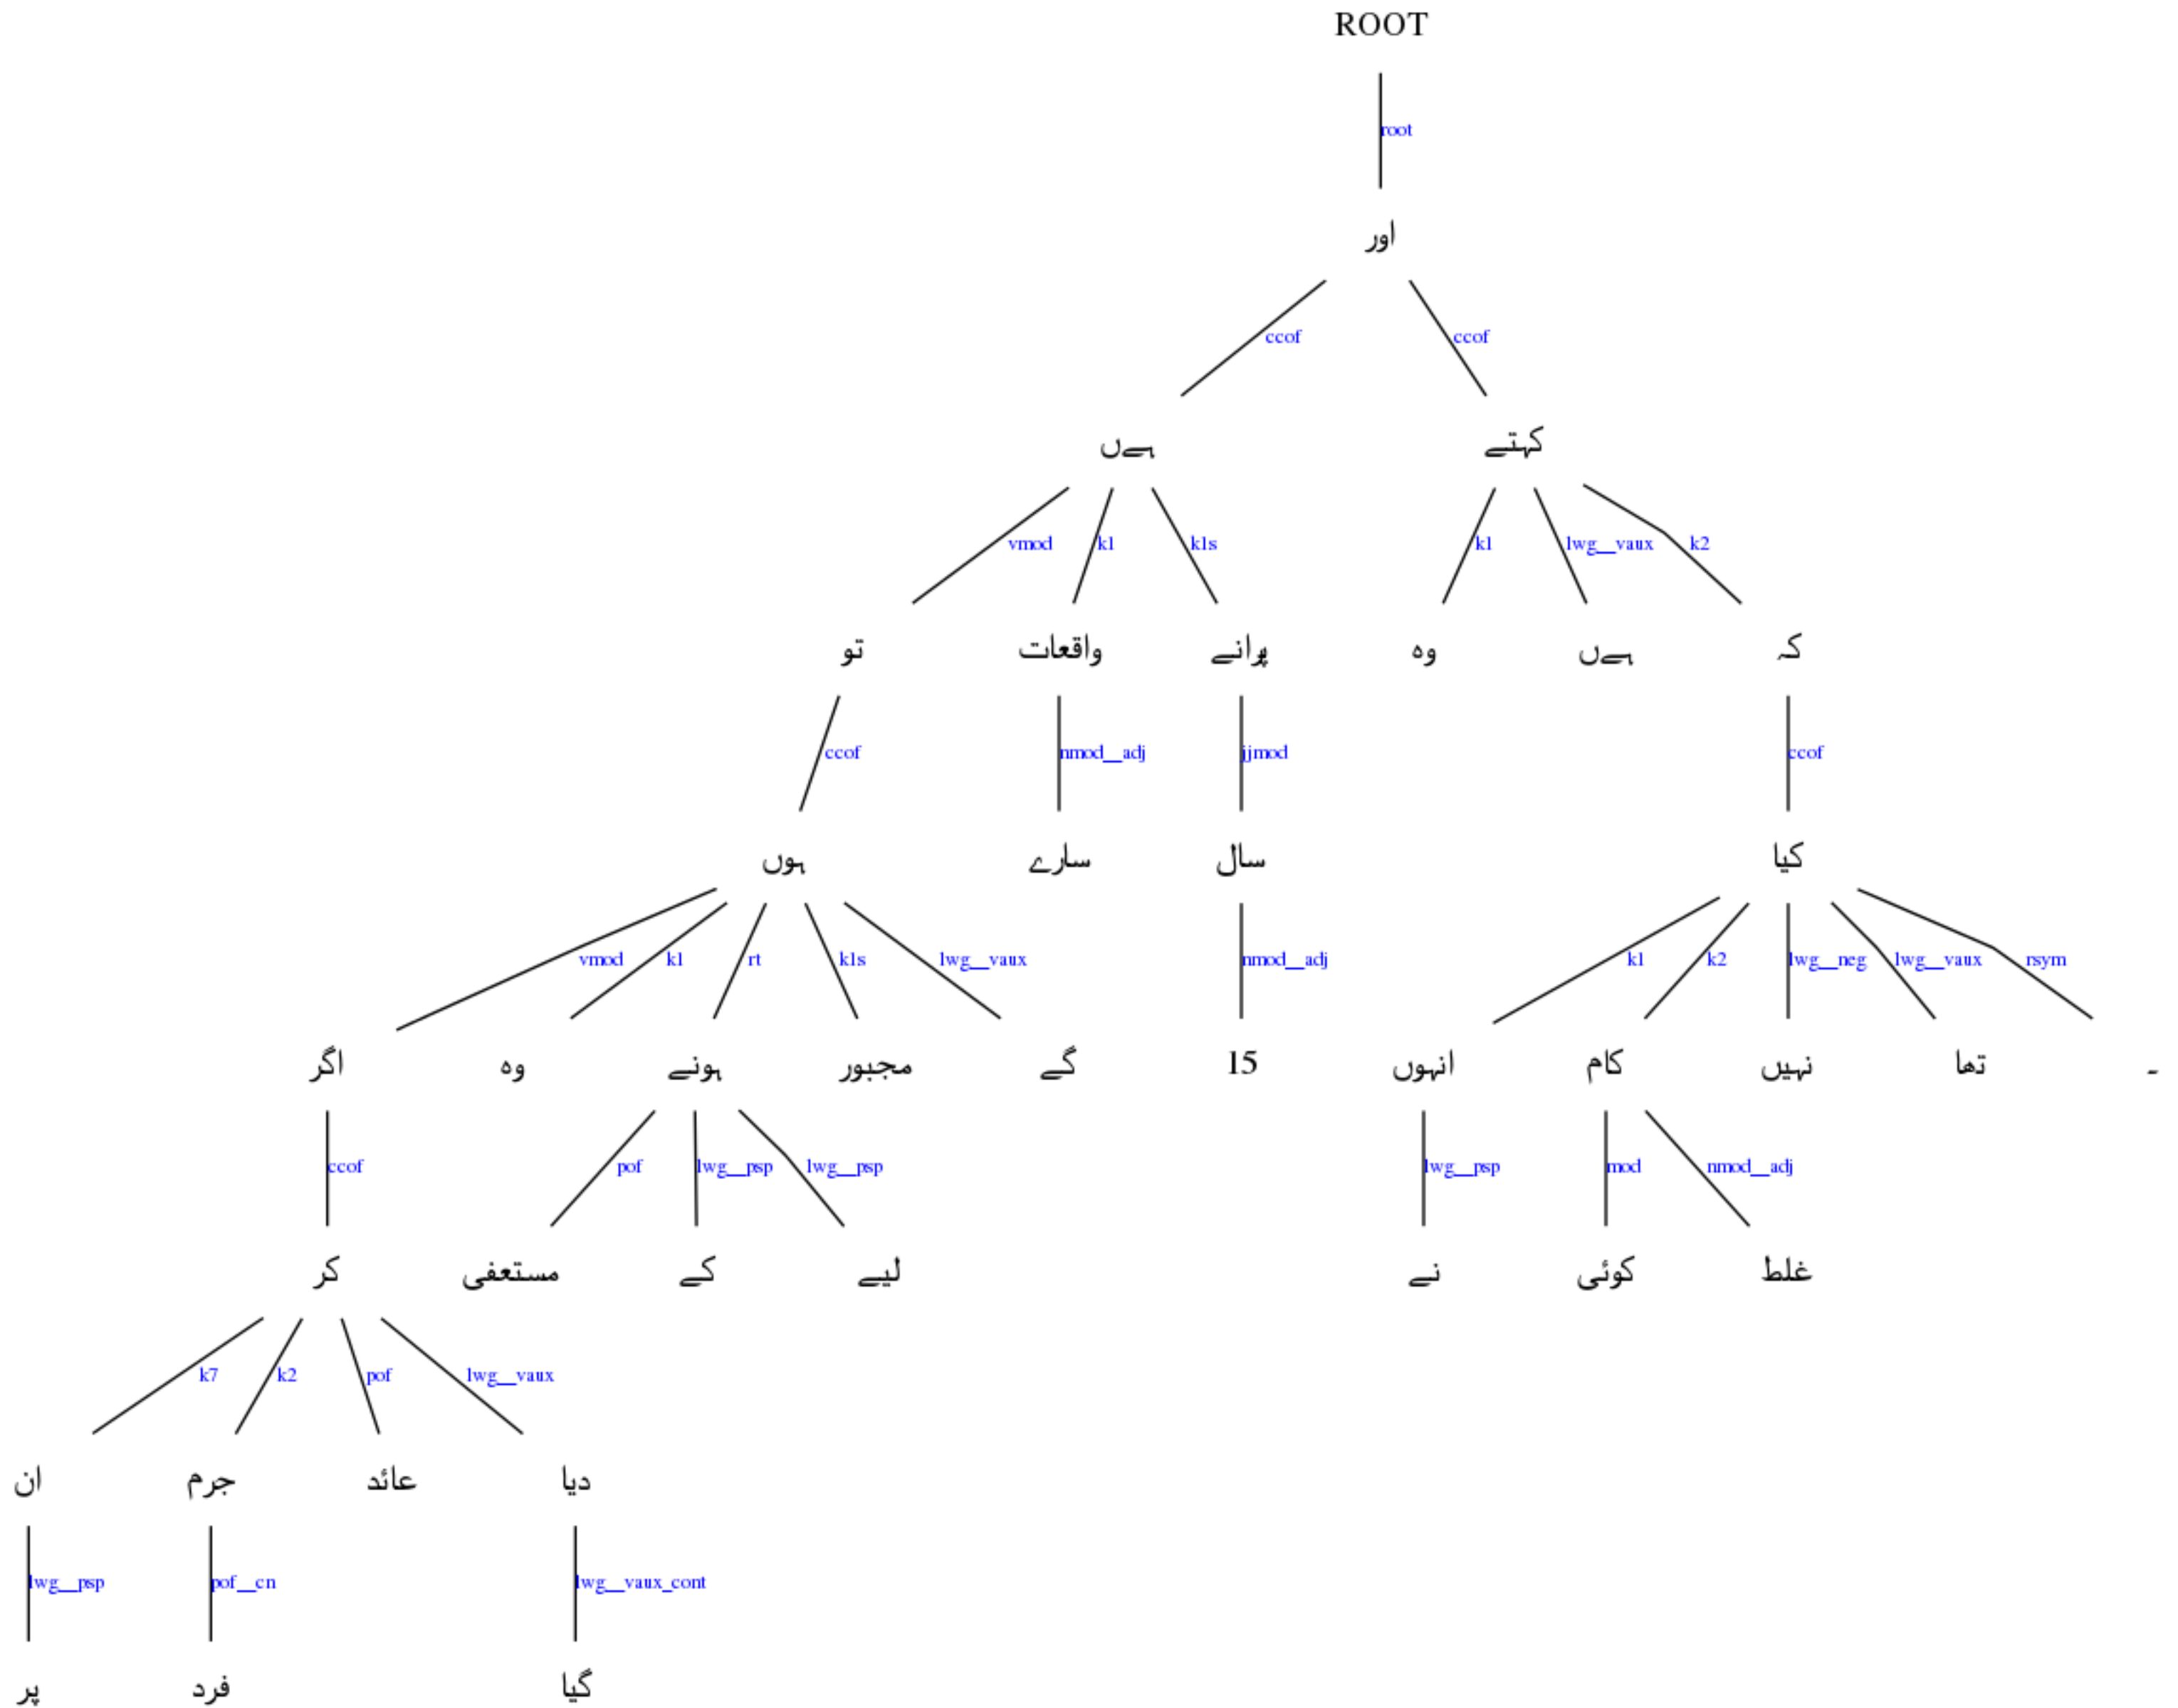 ROOT
root
اور
ccof ccof
ہےں کہتے
vmod k1 k1s k1 lwg__vaux k2
تو واقعات پرانے وہ ہےں کہ
ccof nmod__adj jjmod ccof
ہوں سارے سال کیا
vmod k1 rt k1s lwg__vaux nmod__adj k1 k2 lwg__neg lwg__vaux rsym
اگر وہ ہونے مجبور گے 15 انہوں کام نہیں تھا ۔
ccof pof lwg__psp lwg__psp lwg__psp mod nmod__adj
کر مستعفی کے لیے نے کوئی غلط
k7 k2 pof lwg__vaux
ان جرم عائد دیا
lwg__psp pof__cn lwg__vaux_cont
پر فرد گیا